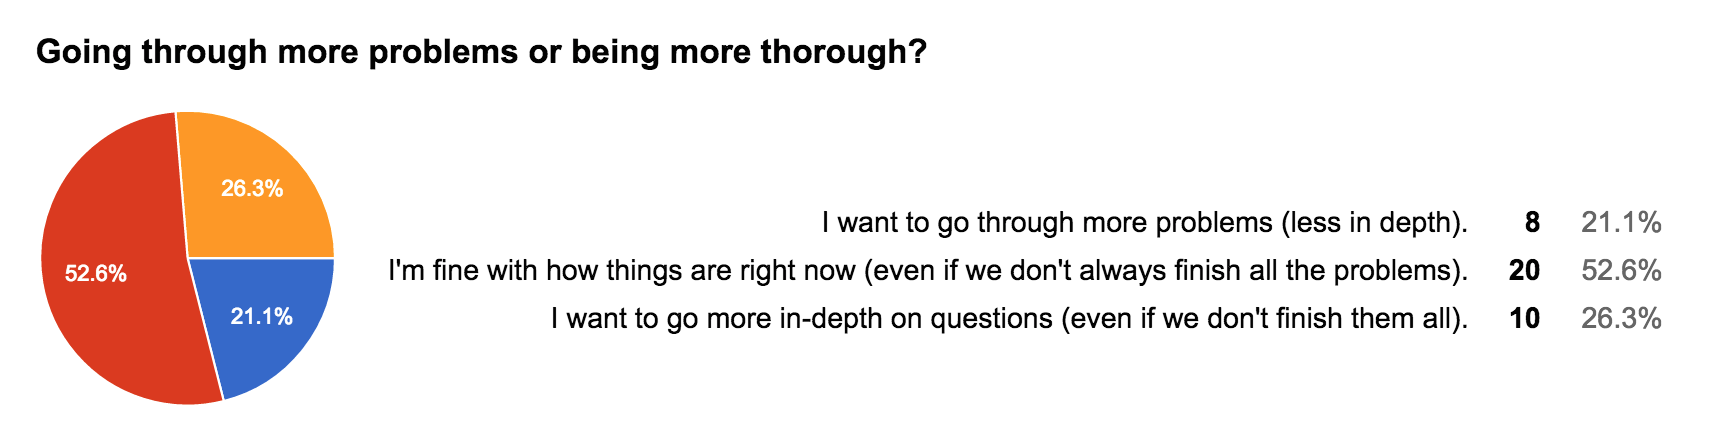 Going through more problems or being more thorough?
26.3%
52.6%
21.1%
I want to go through more problems (less in depth). 8 21.1%
I'm fine with how things are right now (even if we don't always finish all the problems). 20 52.6%
I want to go more in-depth on questions (even if we don't finish them all). 10 26.3%